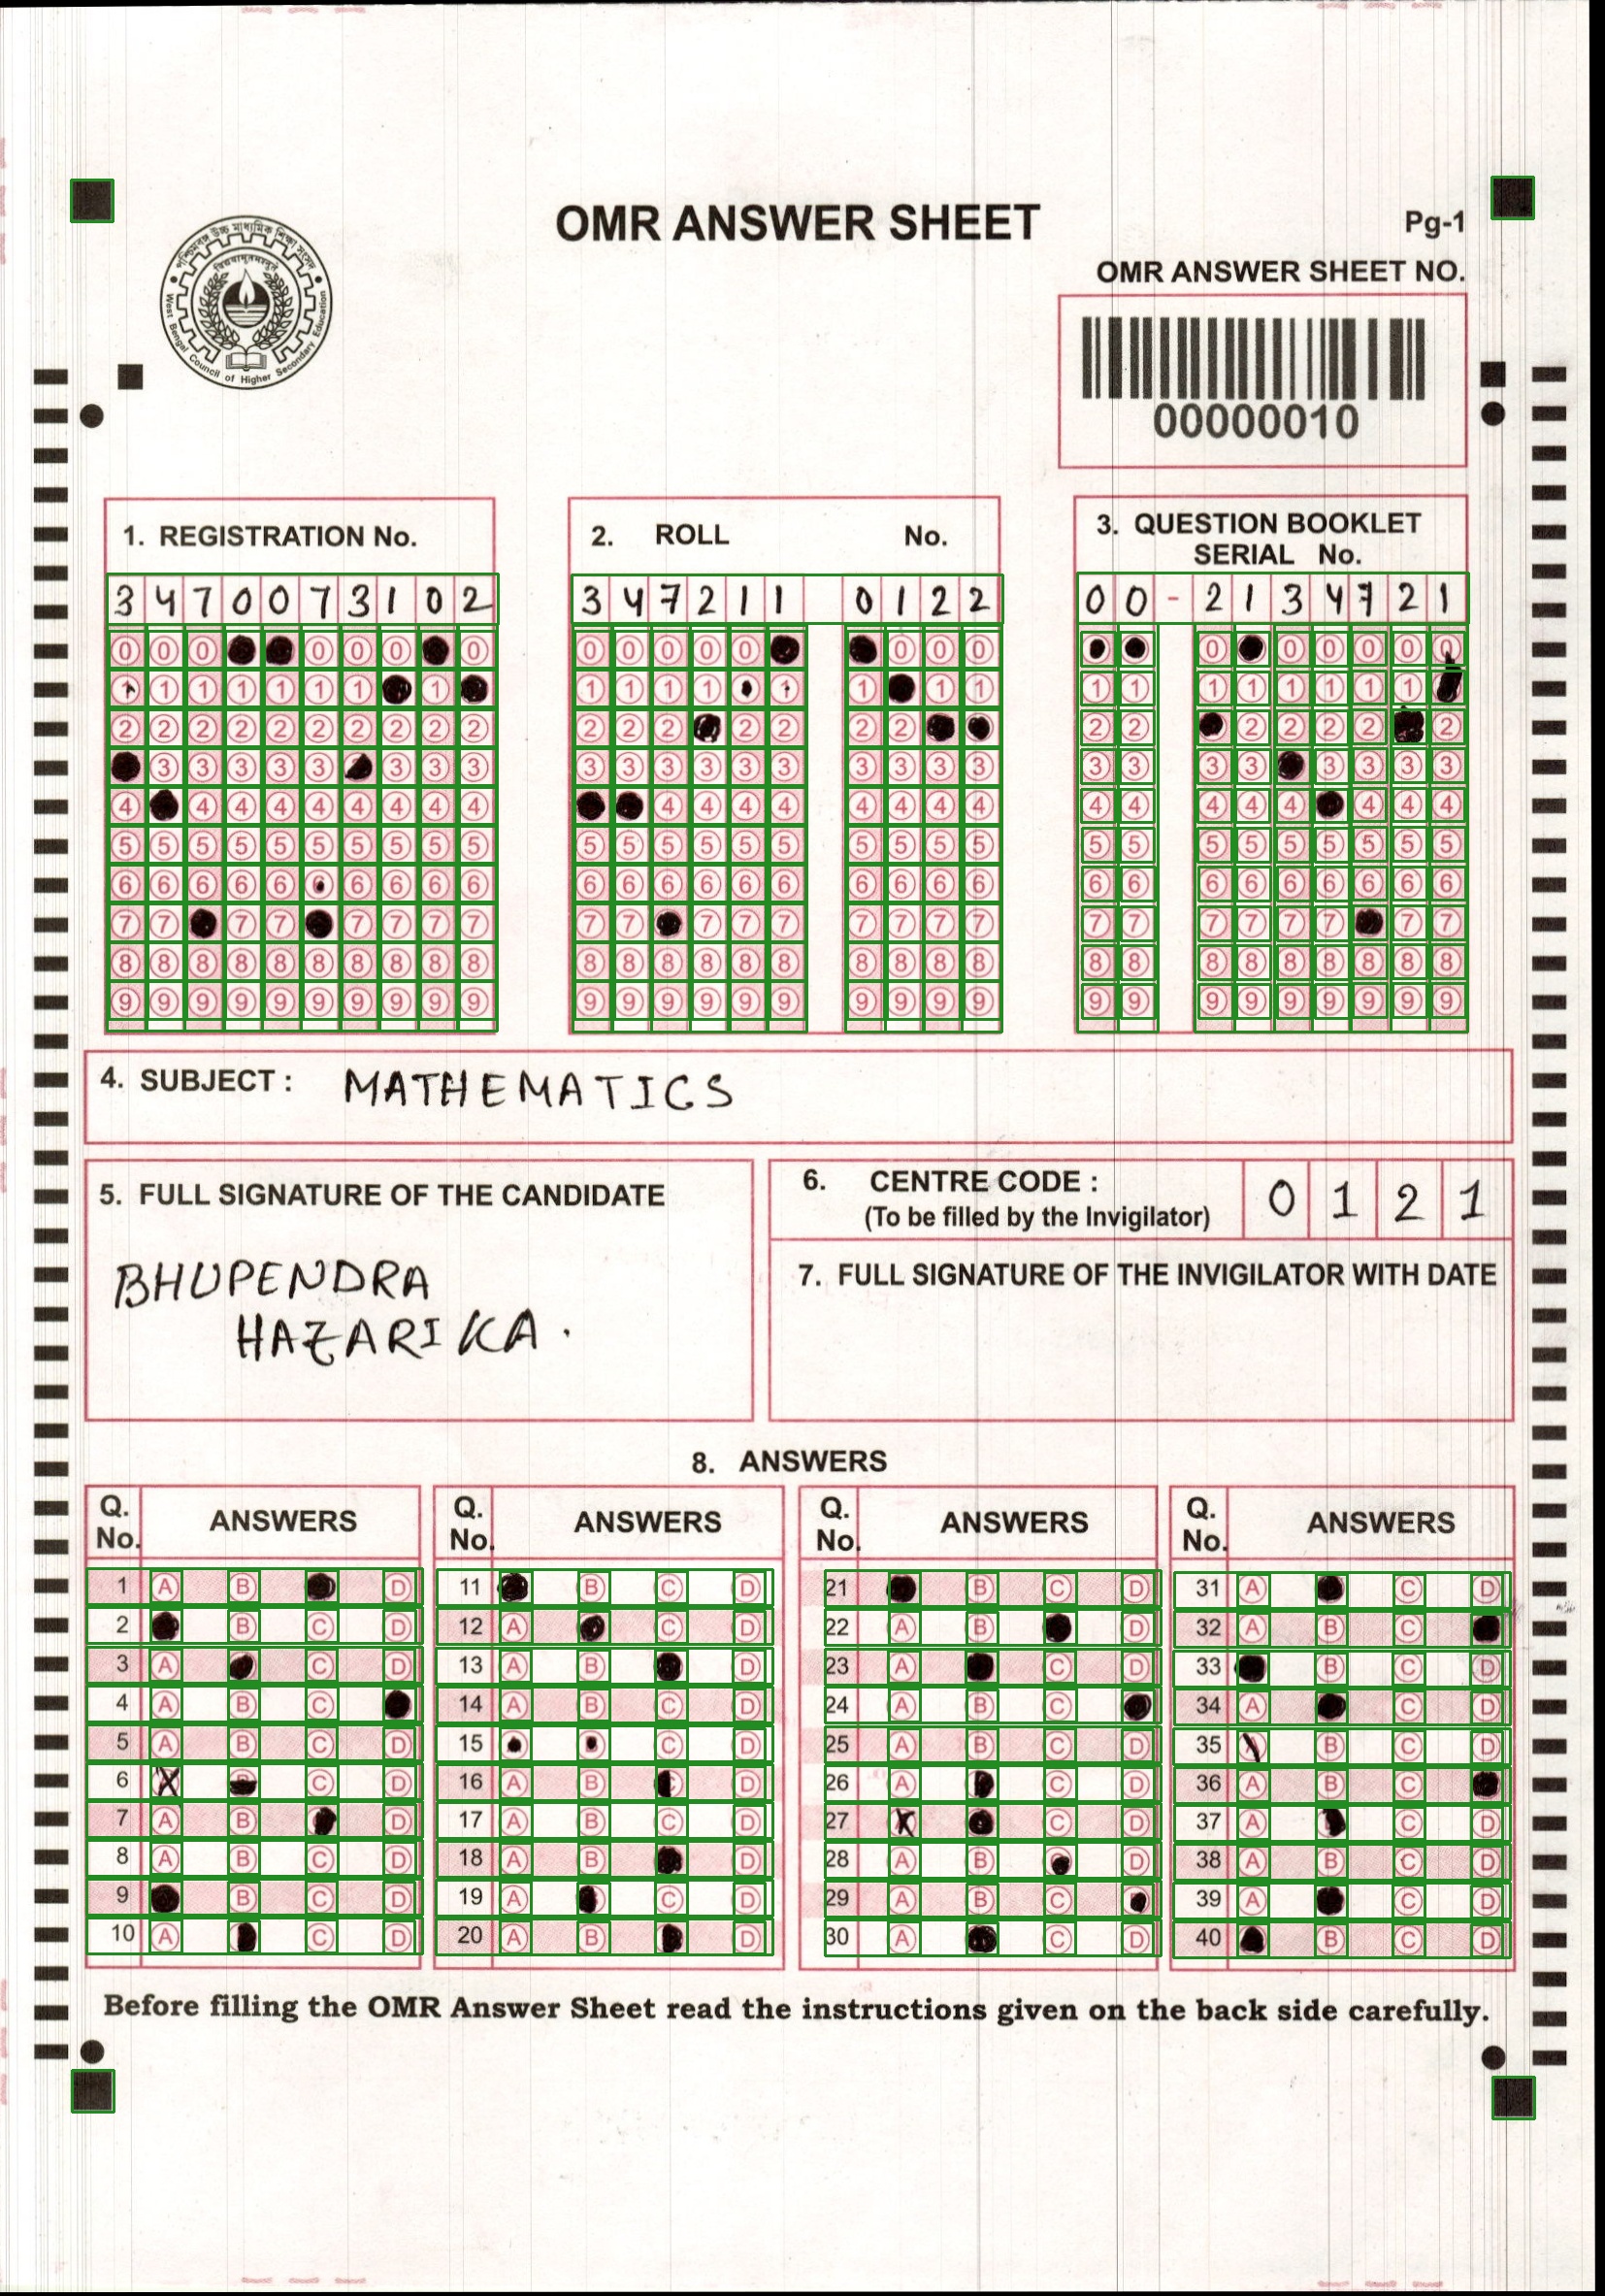 OMR ANSWER SHEET
Pg-1
OMR ANSWER SHEET NO.
00000010
পশ্চিমবঙ্গ উচ্চ মাধ্যমিক শিক্ষা সংসদ
West Bengal Council of Higher Secondary Education
1. REGISTRATION No.
2. ROLL No.
3. QUESTION BOOKLET
SERIAL No.
3 4 7 0 0 7 3 1 0 2
3 4 7 2 1 1 0 1 2 2
0 0 - 2 1 3 4 7 2 1
4. SUBJECT : MATHEMATICS
5. FULL SIGNATURE OF THE CANDIDATE
BHUPENDRA
HAZARIKA.
6. CENTRE CODE :
(To be filled by the Invigilator)
0 1 2 1
7. FULL SIGNATURE OF THE INVIGILATOR WITH DATE
8. ANSWERS
Q. No. ANSWERS Q. No. ANSWERS Q. No. ANSWERS Q. No. ANSWERS
1 A B D 11 B C D 21 B C D 31 A C D
2 B C D 12 A C D 22 A B D 32 A B C
3 A C D 13 A B D 23 A C D 33 B C D
4 A B C 14 A B C D 24 A B C 34 A C D
5 A B C D 15 C D 25 A B C D 35 B C D
6 C D 16 A B D 26 A C D 36 A B C
7 A B D 17 A B C D 27 C D 37 A C D
8 A B C D 18 A B D 28 A B D 38 A B C D
9 B C D 19 A C D 29 A B C 39 A C D
10 A C D 20 A B D 30 A C D 40 B C D
Before filling the OMR Answer Sheet read the instructions given on the back side carefully.